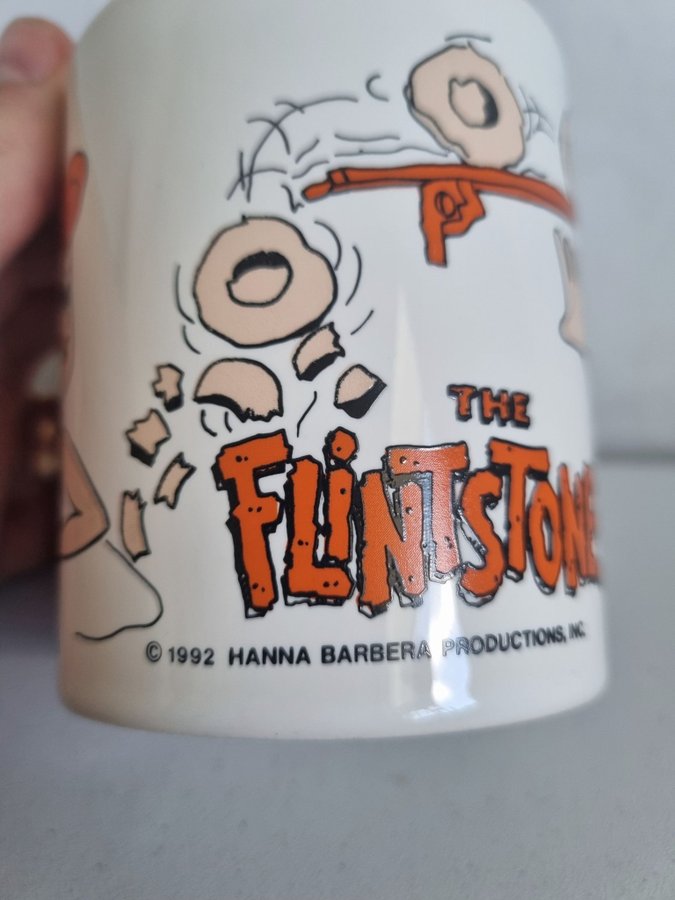 THE
FLiNTSTONE
© 1992 HANNA BARBERA PRODUCTIONS, INC.